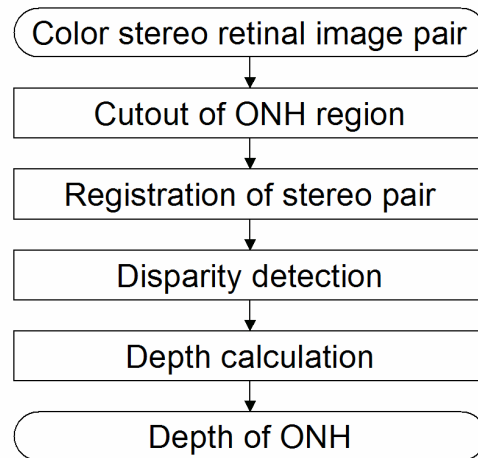 Color stereo retinal image pair
Cutout of ONH region
Registration of stereo pair
Disparity detection
Depth calculation
Depth of ONH